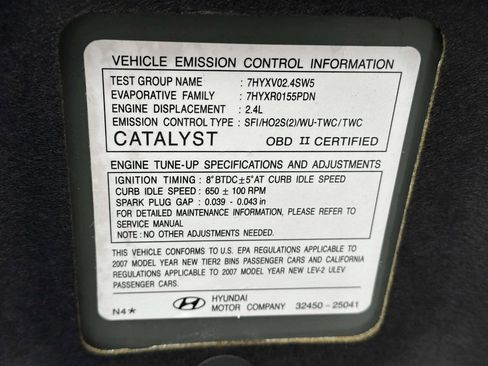 VEHICLE EMISSION CONTROL INFORMATION
TEST GROUP NAME : 7HYXV02.4SW5
EVAPORATIVE FAMILY : 7HYXR0155PDN
ENGINE DISPLACEMENT : 2.4L
EMISSION CONTROL TYPE : SFI/HO2S(2)/WU-TWC/TWC
CATALYST OBD II CERTIFIED
ENGINE TUNE-UP SPECIFICATIONS AND ADJUSTMENTS
IGNITION TIMING : 8°BTDC±5°AT CURB IDLE SPEED
CURB IDLE SPEED : 650 ± 100 RPM
SPARK PLUG GAP : 0.039 - 0.043 in
FOR DETAILED MAINTENANCE INFORMATION, PLEASE REFER TO
SERVICE MANUAL
NOTE : NO OTHER ADJUSTMENTS NEEDED.
THIS VEHICLE CONFORMS TO U.S. EPA REGULATIONS APPLICABLE TO
2007 MODEL YEAR NEW TIER2 BIN5 PASSENGER CARS AND CALIFORNIA
REGULATIONS APPLICABLE TO 2007 MODEL YEAR NEW LEV-2 ULEV
PASSENGER CARS.
N4* HYUNDAI
MOTOR COMPANY 32450-25041